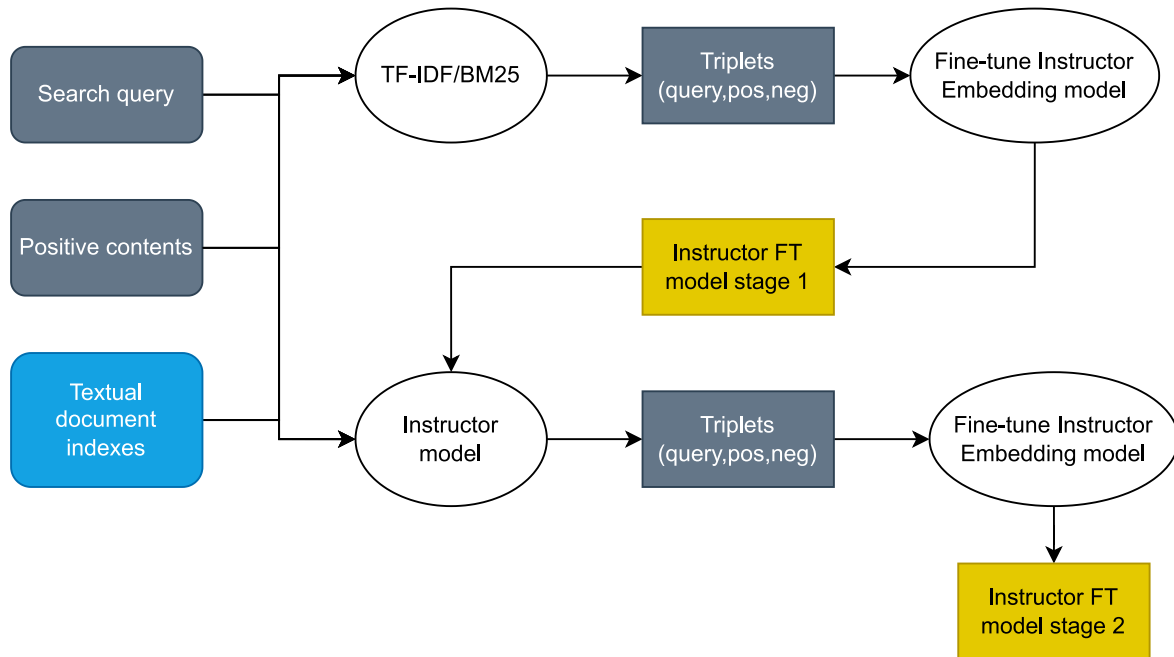 Search query
TF-IDF/BM25
Triplets
(query,pos,neg)
Fine-tune Instructor
Embedding model
Positive contents
Instructor FT
model stage 1
Textual
document
indexes
Instructor
model
Triplets
(query,pos,neg)
Fine-tune Instructor
Embedding model
Instructor FT
model stage 2